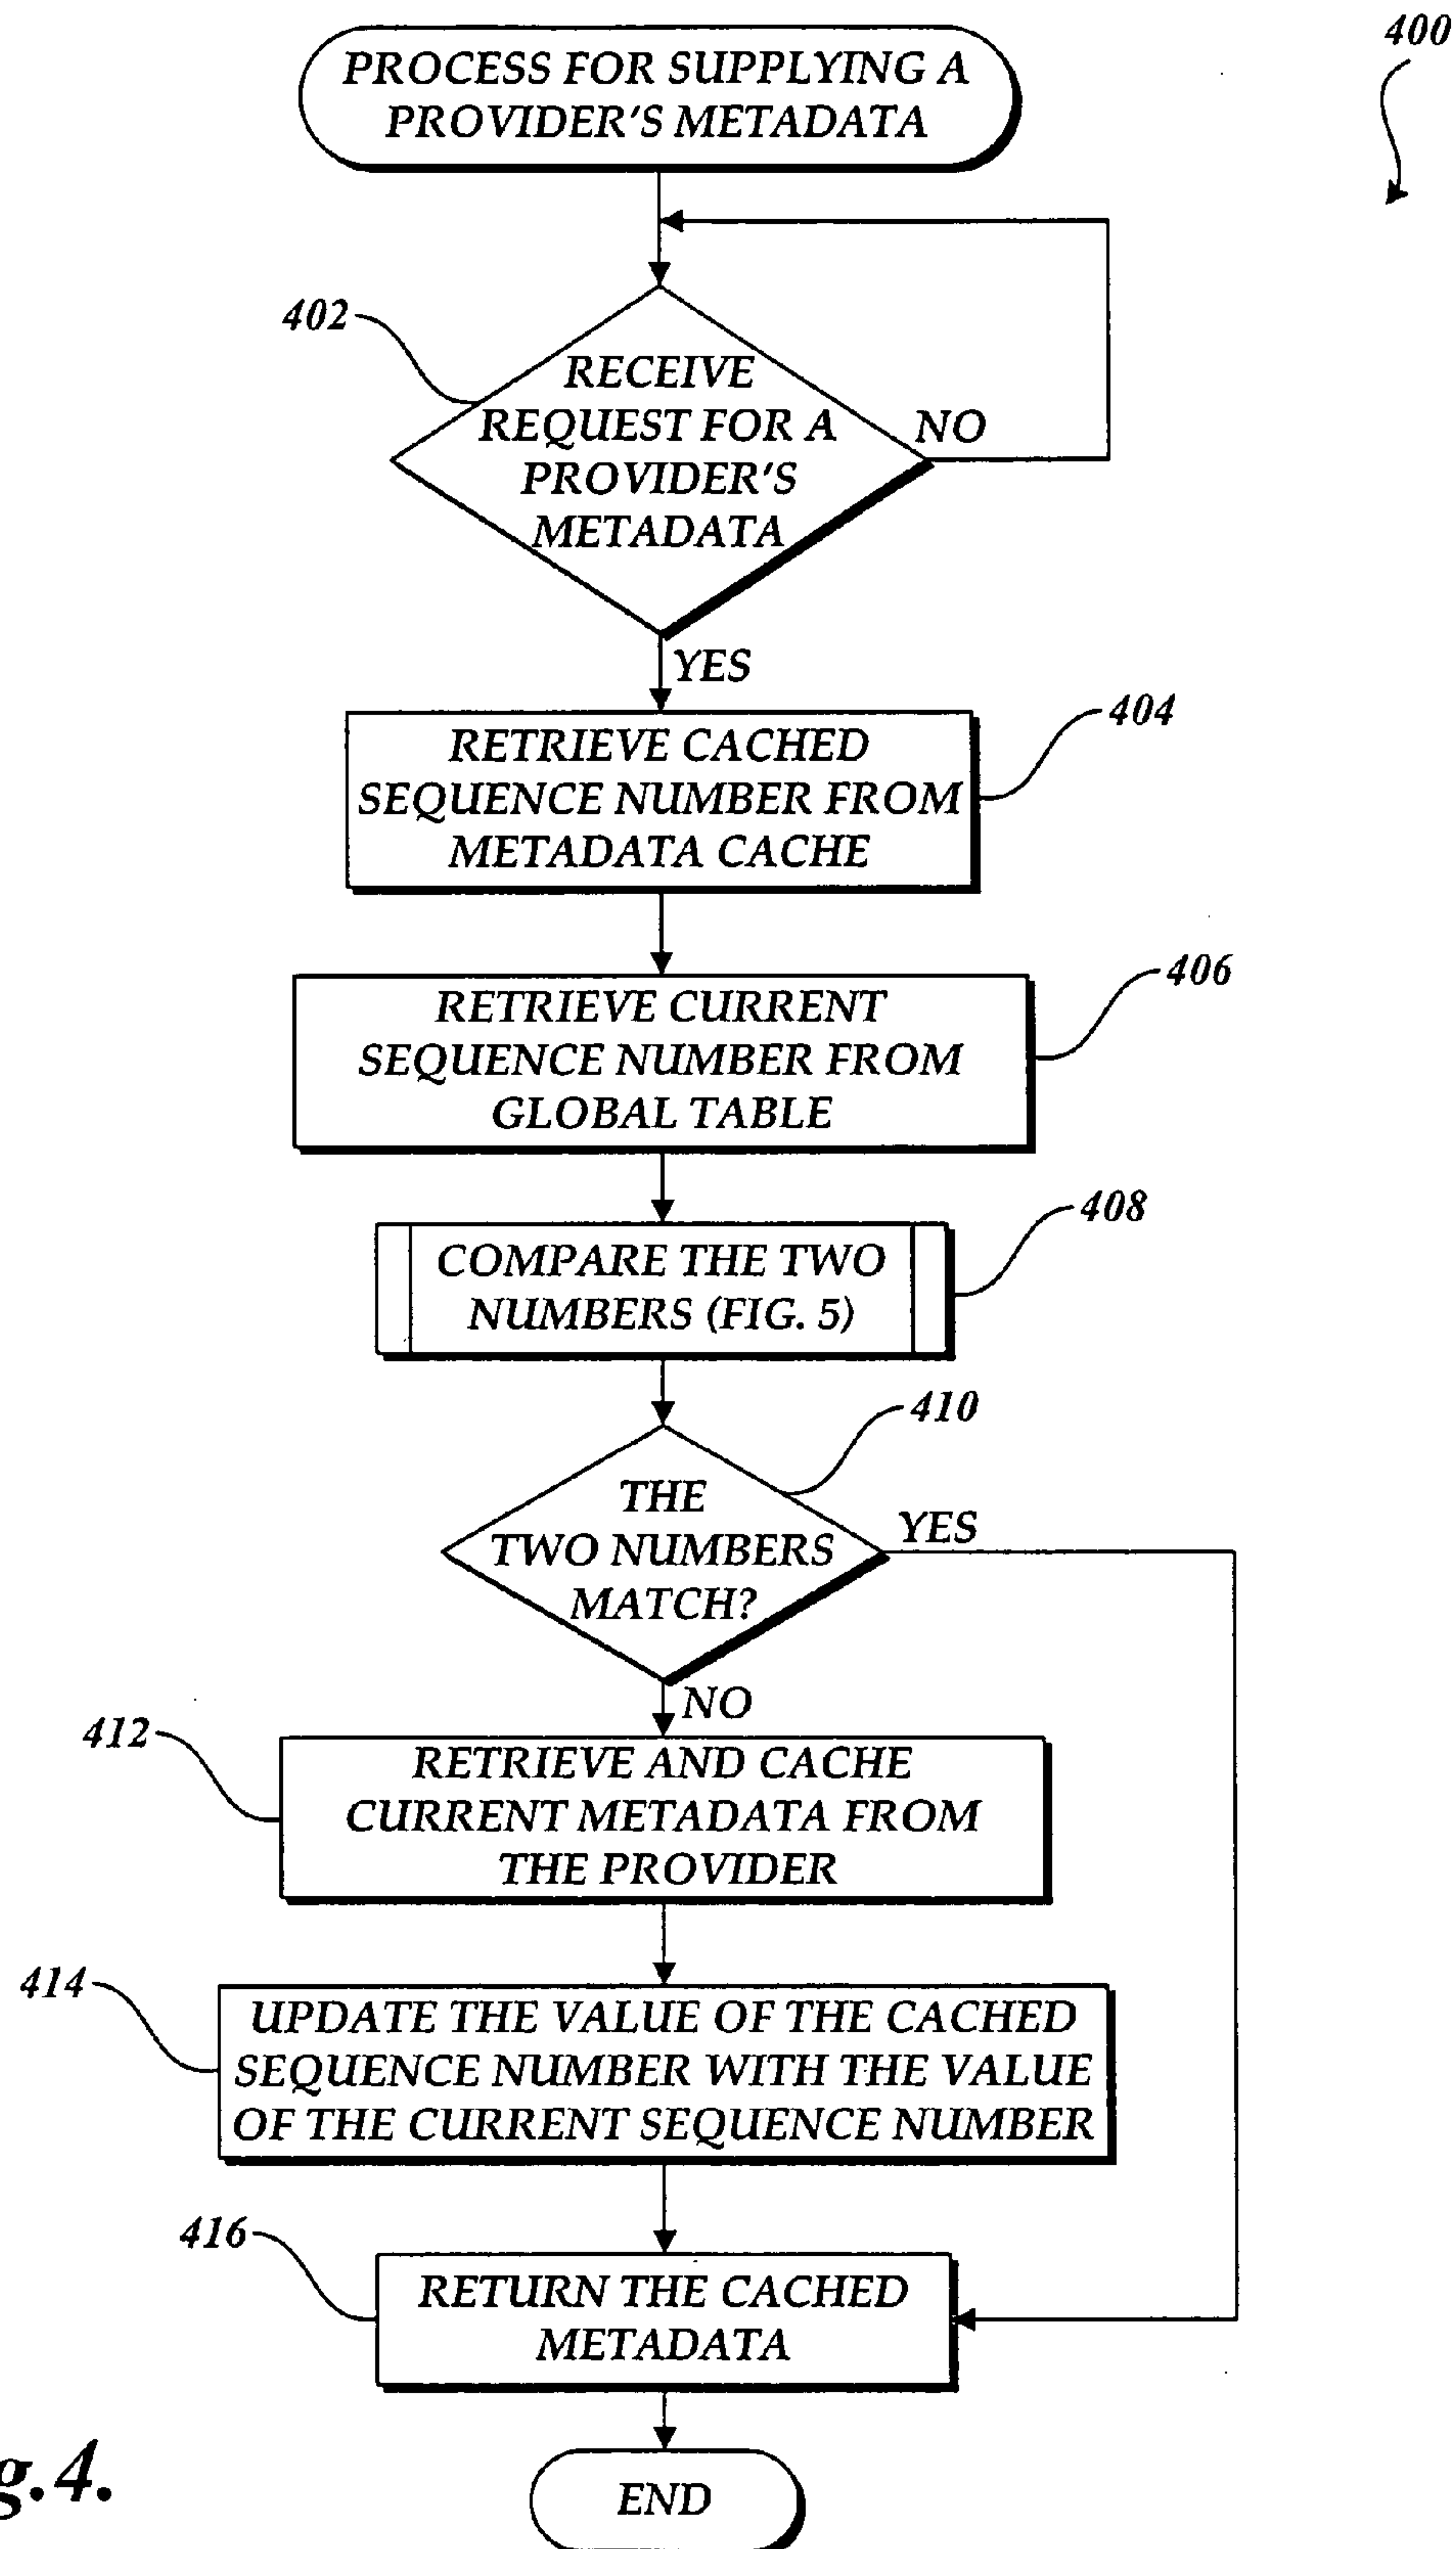 400
PROCESS FOR SUPPLYING A
PROVIDER'S METADATA
402
RECEIVE
REQUEST FOR A
PROVIDER'S
METADATA
NO
YES
404
RETRIEVE CACHED
SEQUENCE NUMBER FROM
METADATA CACHE
406
RETRIEVE CURRENT
SEQUENCE NUMBER FROM
GLOBAL TABLE
408
COMPARE THE TWO
NUMBERS (FIG. 5)
410
THE
TWO NUMBERS
MATCH?
YES
NO
412
RETRIEVE AND CACHE
CURRENT METADATA FROM
THE PROVIDER
414
UPDATE THE VALUE OF THE CACHED
SEQUENCE NUMBER WITH THE VALUE
OF THE CURRENT SEQUENCE NUMBER
416
RETURN THE CACHED
METADATA
END
g.4.